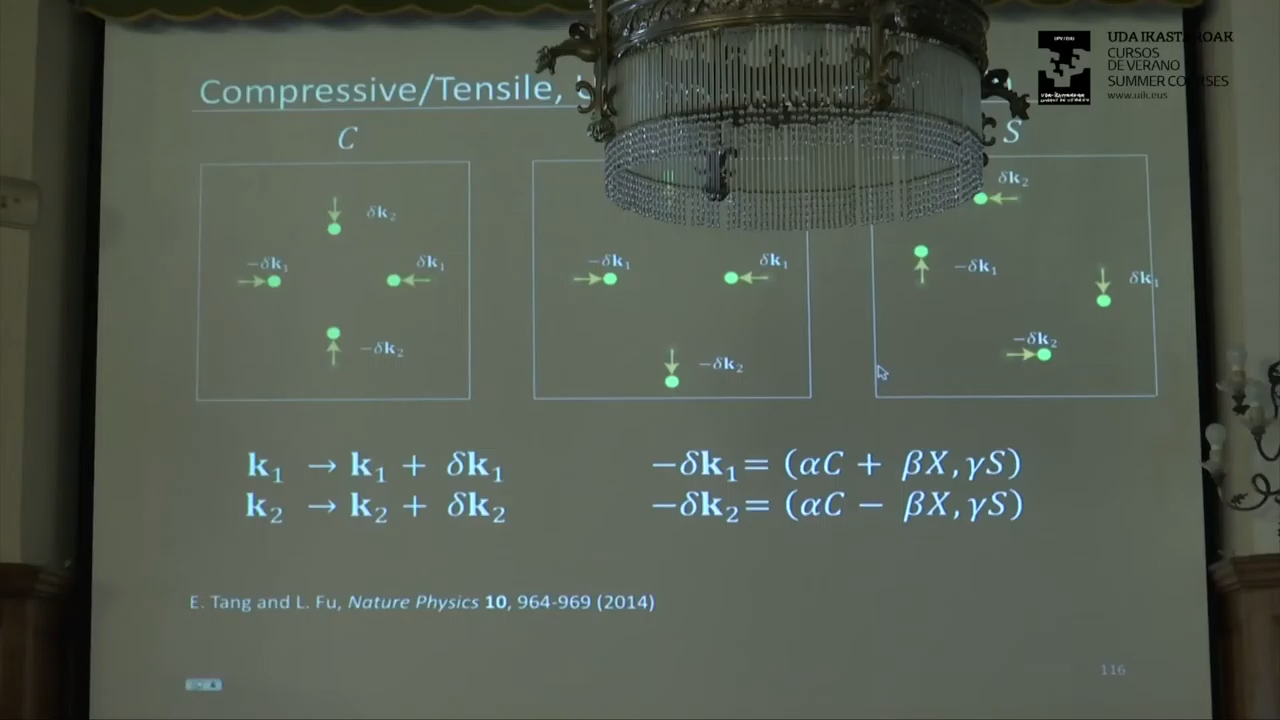 Compressive/Tensile,
C
S
δk₂
−δk₁
δk₁
−δk₂
−δk₁
δk₁
−δk₂
δk₂
−δk₁
δk₁
−δk₂
k₁ → k₁ + δk₁
k₂ → k₂ + δk₂
−δk₁= (αC + βX, γS)
−δk₂= (αC − βX, γS)
E. Tang and L. Fu, Nature Physics 10, 964-969 (2014)
116
UDA IKASTAROAK
CURSOS
DE VERANO
SUMMER COURSES
www.uik.eus